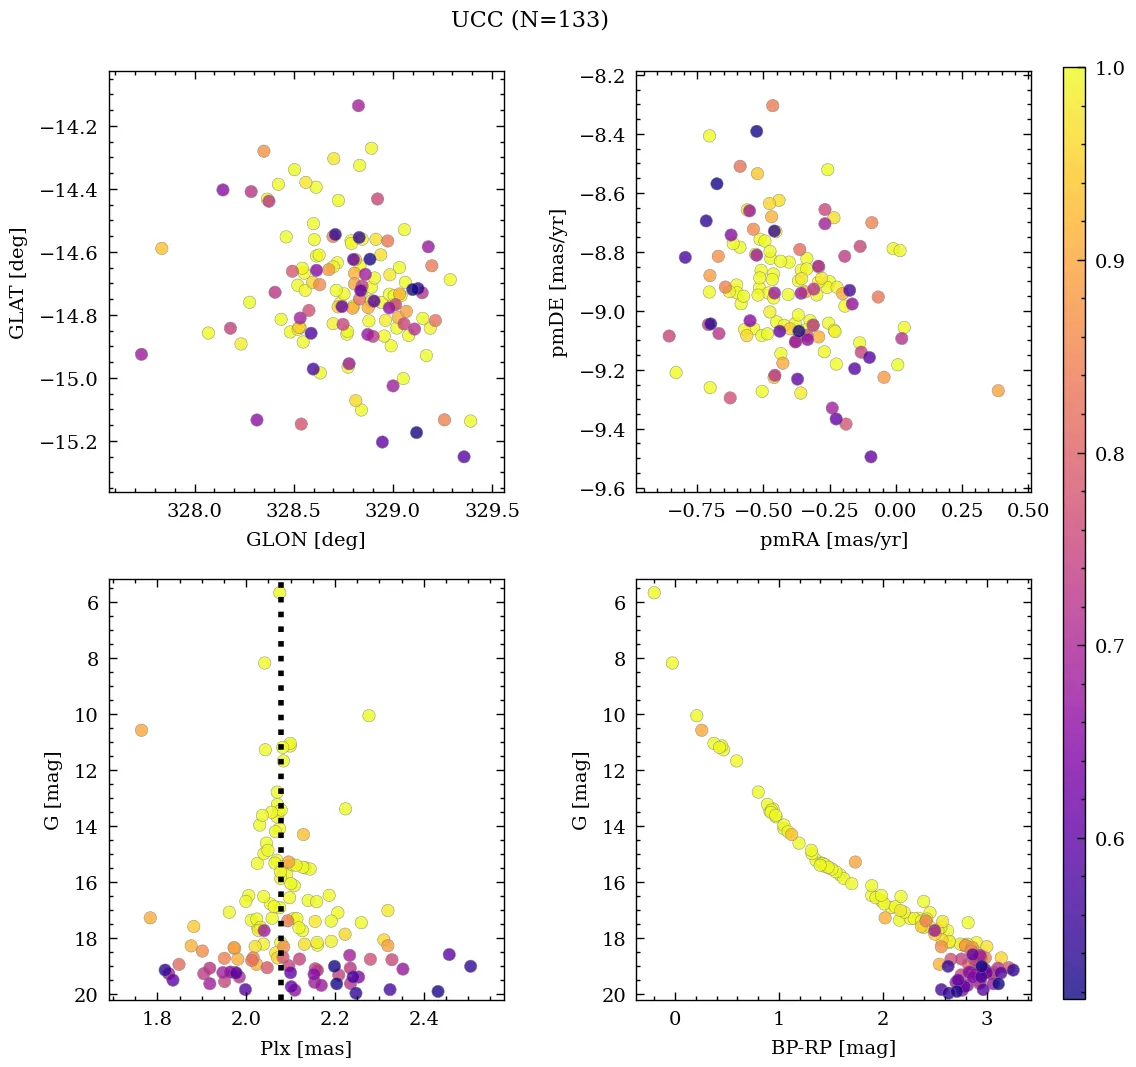 UCC (N=133)
−14.2
−14.4
−14.6
−14.8
−15.0
−15.2
GLAT [deg]
328.0 328.5 329.0 329.5
GLON [deg]
−8.2
−8.4
−8.6
−8.8
−9.0
−9.2
−9.4
−9.6
pmDE [mas/yr]
−0.75 −0.50 −0.25 0.00 0.25 0.50
pmRA [mas/yr]
1.0
0.9
0.8
0.7
0.6
6
8
10
12
14
16
18
20
G [mag]
1.8 2.0 2.2 2.4
Plx [mas]
6
8
10
12
14
16
18
20
G [mag]
0 1 2 3
BP-RP [mag]